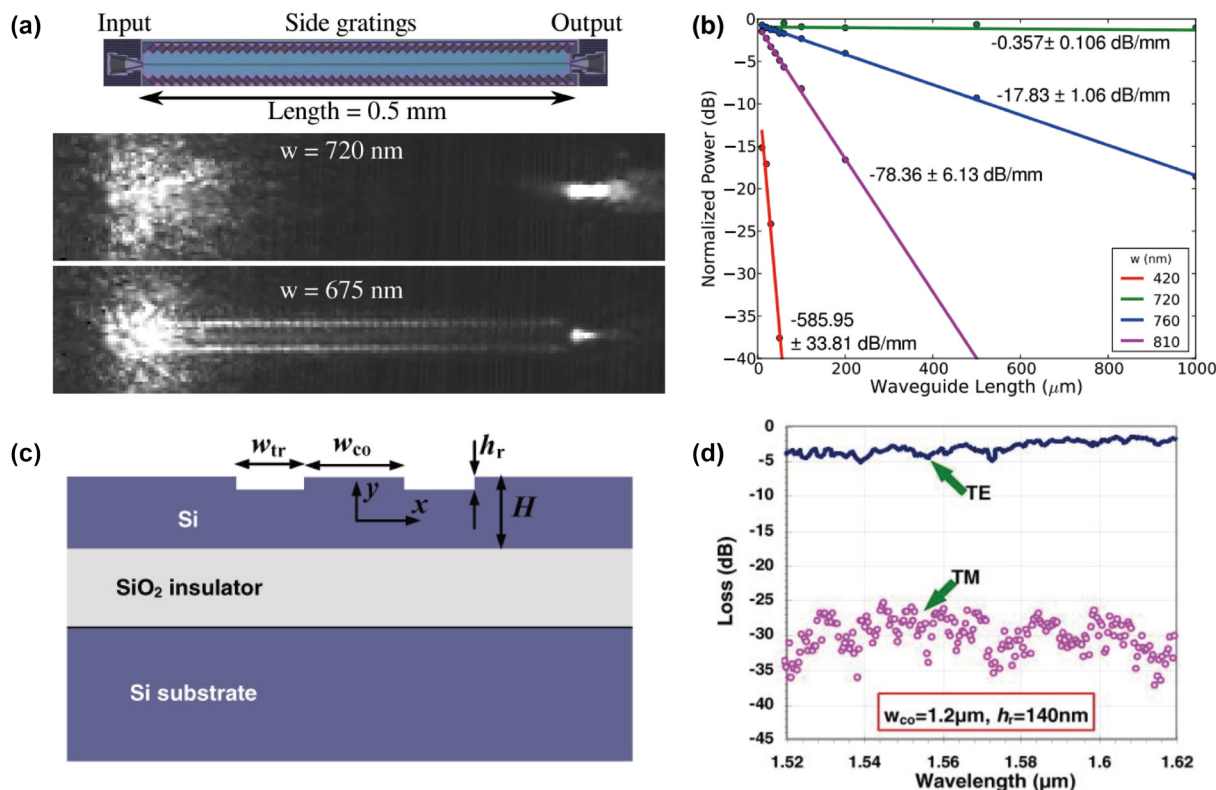 (a)
Input
Side gratings
Output
Length = 0.5 mm
w = 720 nm
w = 675 nm
(b)
Normalized Power (dB)
0
−5
−10
−15
−20
−25
−30
−35
−40
-0.357± 0.106 dB/mm
-17.83 ± 1.06 dB/mm
-78.36 ± 6.13 dB/mm
-585.95
± 33.81 dB/mm
w (nm)
420
720
760
810
0
200
400
600
800
1000
Waveguide Length (μm)
(c)
w_tr
w_co
h_r
y
x
H
Si
SiO₂ insulator
Si substrate
(d)
Loss (dB)
0
-5
-10
-15
-20
-25
-30
-35
-40
-45
TE
TM
w_co=1.2μm, h_r=140nm
1.52
1.54
1.56
1.58
1.6
1.62
Wavelength (μm)